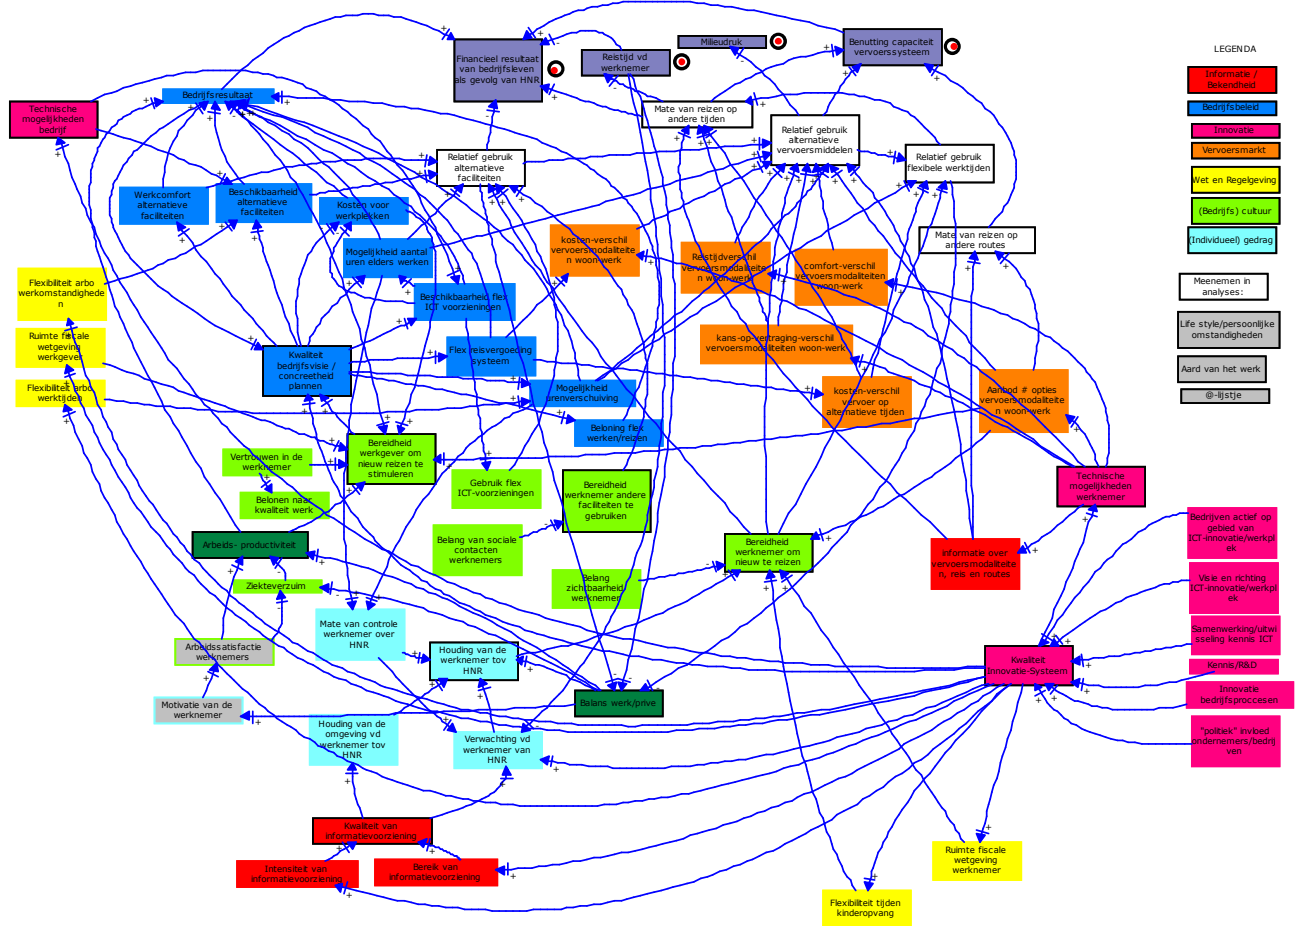 Financieel resultaat
van bedrijfsleven
als gevolg van HNR
Reistijd vd
werknemer
Milieudruk
Benutting capaciteit
vervoerssysteem
LEGENDA
Informatie /
Bekendheid
Bedrijfsbeleid
Innovatie
Vervoersmarkt
Wet en Regelgeving
(Bedrijfs) cultuur
(Individueel) gedrag
Meenemen in
analyses:
Life style/persoonlijke
omstandigheden
Aard van het werk
@-lijstje
Technische
mogelijkheden
bedrijf
Bedrijfsresultaat
Mate van reizen op
andere tijden
Relatief gebruik
alternatieve
vervoersmiddelen
Relatief gebruik
flexibele werktijden
Relatief gebruik
alternatieve
faciliteiten
Werkcomfort
alternatieve
faciliteiten
Beschikbaarheid
alternatieve
faciliteiten
Kosten voor
werkplekken
Mogelijkheid aantal
uren elders werken
kosten-verschil
vervoersmodaliteite
n woon-werk
Reistijdverschil
vervoersmodaliteite
n woon-werk
comfort-verschil
vervoersmodaliteiten
woon-werk
Mate van reizen op
andere routes
Flexibiliteit arbo
werkomstandighede
n
Beschikbaarheid flex
ICT voorzieningen
Ruimte fiscale
wetgeving
werkgever
Kwaliteit
bedrijfsvisie /
concreetheid
plannen
Flex reisvergoeding
systeem
kans-op-vertraging-verschil
vervoersmodaliteiten woon-werk
Flexibiliteit arbo
werktijden
Mogelijkheid
urenverschuiving
kosten-verschil
vervoer op
alternatieve tijden
Aanbod # opties
vervoersmodaliteite
n woon-werk
Beloning flex
werken/reizen
Bereidheid
werkgever om
nieuw reizen te
stimuleren
Vertrouwen in de
werknemer
Belonen naar
kwaliteit werk
Gebruik flex
ICT-voorzieningen
Bereidheid
werknemer andere
faciliteiten te
gebruiken
Technische
mogelijkheden
werknemer
Arbeids- productiviteit
Belang van sociale
contacten
werknemers
Bereidheid
werknemer om
nieuw te reizen
Informatie over
vervoersmodaliteite
n, reis en routes
Bedrijven actief op
gebied van
ICT-innovatie/werkpl
ek
Ziekteverzuim
Belang
zichtbaarheid
werknemer
Visie en richting
ICT-innovatie/werkpl
ek
Mate van controle
werknemer over
HNR
Samenwerking/uitwi
sseling kennis ICT
Arbeidssatisfactie
werknemers
Houding van de
werknemer tov
HNR
Kwaliteit
Innovatie-Systeem
Kennis/R&D
Motivatie van de
werknemer
Balans werk/prive
Innovatie
bedrijfsproccesen
Houding van de
omgeving vd
werknemer tov
HNR
Verwachting vd
werknemer van
HNR
"politiek" invloed
ondernemers/bedrij
ven
Kwaliteit van
informatievoorziening
Intensiteit van
informatievoorziening
Bereik van
informatievoorziening
Ruimte fiscale
wetgeving
werknemer
Flexibiliteit tijden
kinderopvang